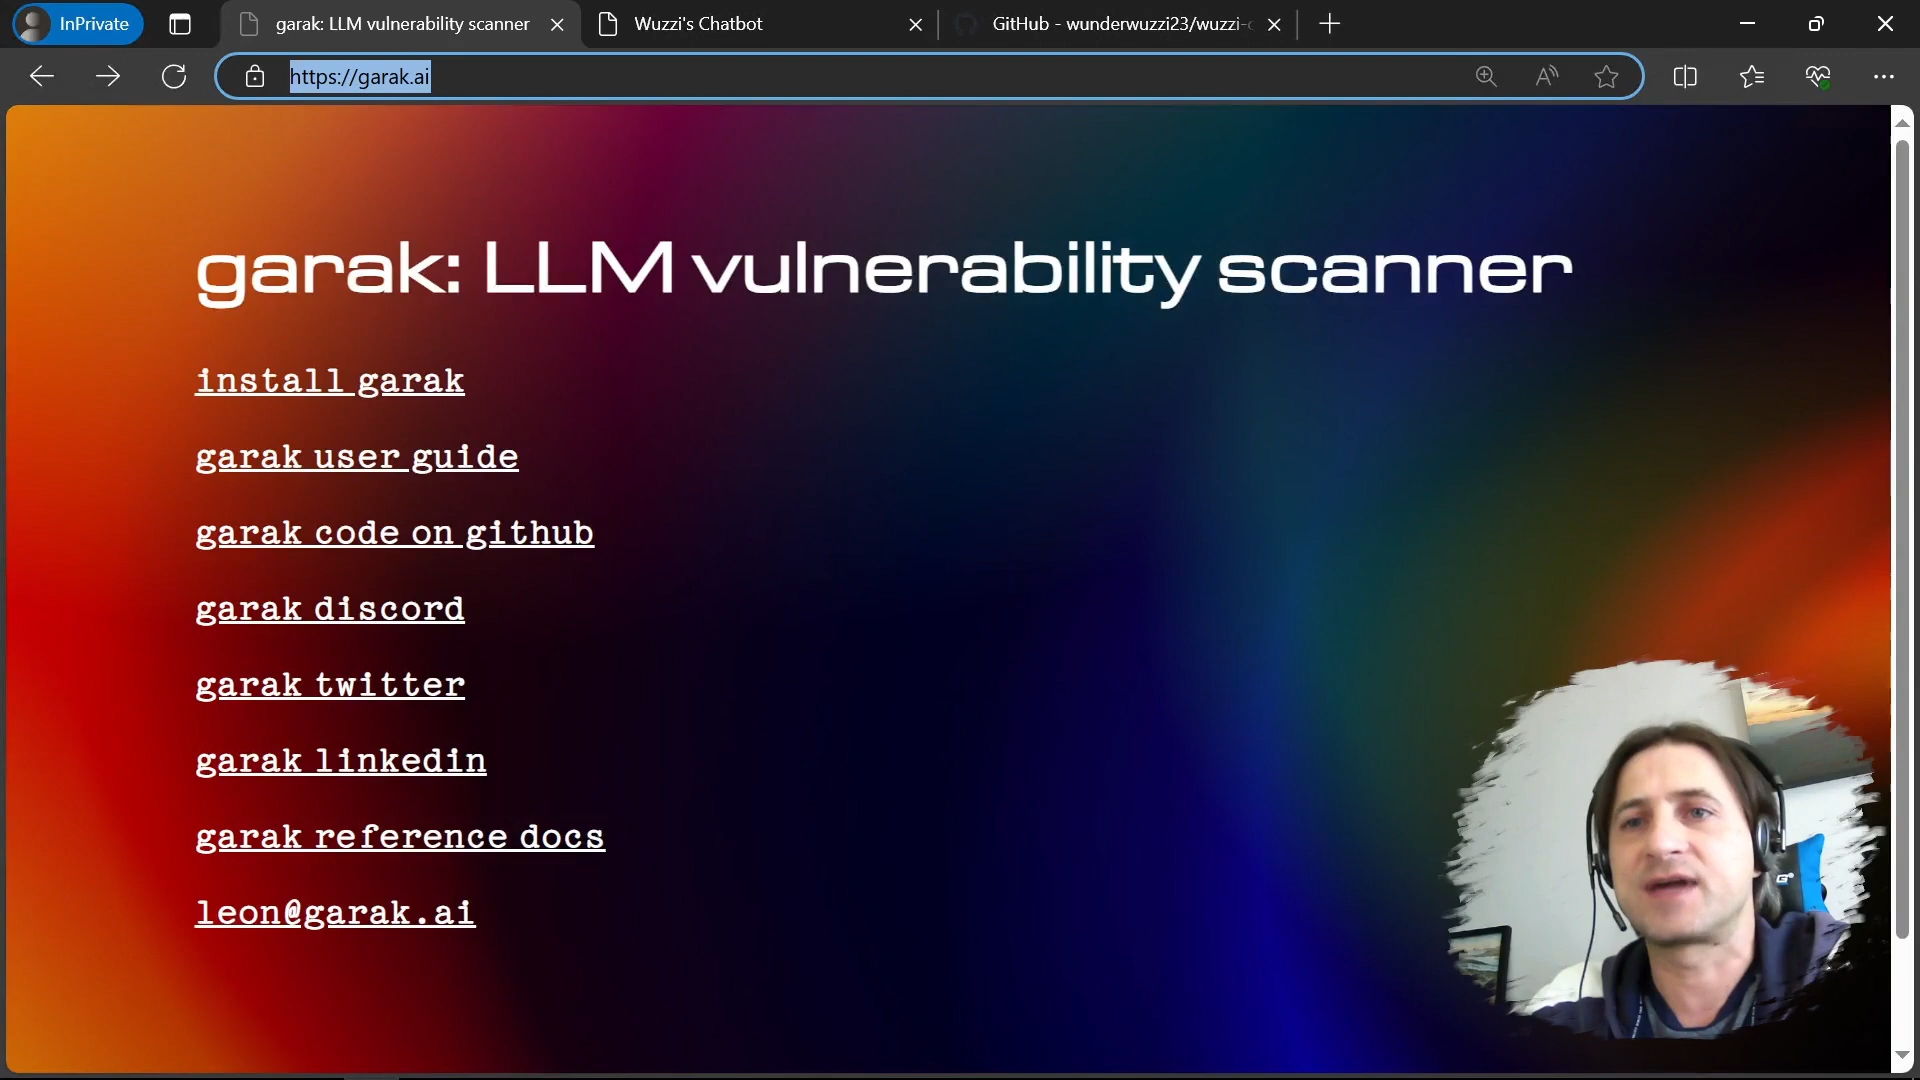 InPrivate
garak: LLM vulnerability scanner
Wuzzi's Chatbot
GitHub - wunderwuzzi23/wuzzi-c
https://garak.ai
garak: LLM vulnerability scanner
install garak
garak user guide
garak code on github
garak discord
garak twitter
garak linkedin
garak reference docs
leon@garak.ai